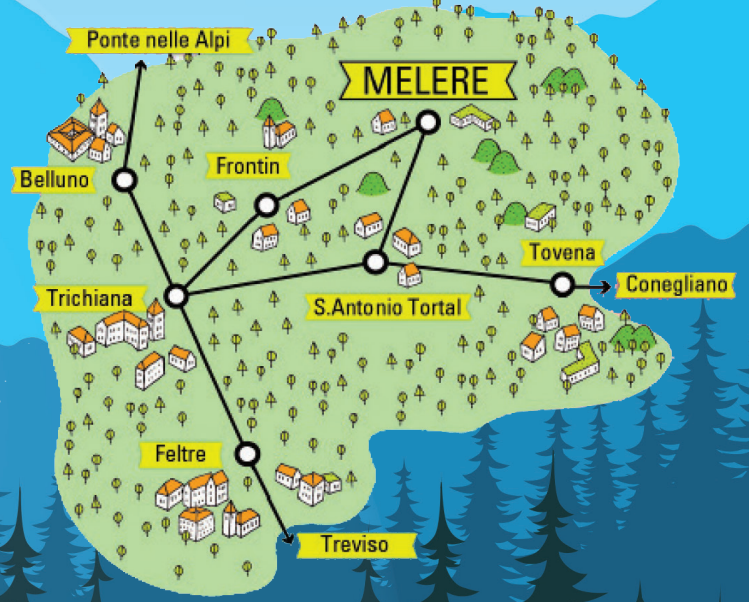 Ponte nelle Alpi
MELERE
Frontin
Belluno
Tovena
Conegliano
Trichiana
S.Antonio Tortal
Feltre
Treviso